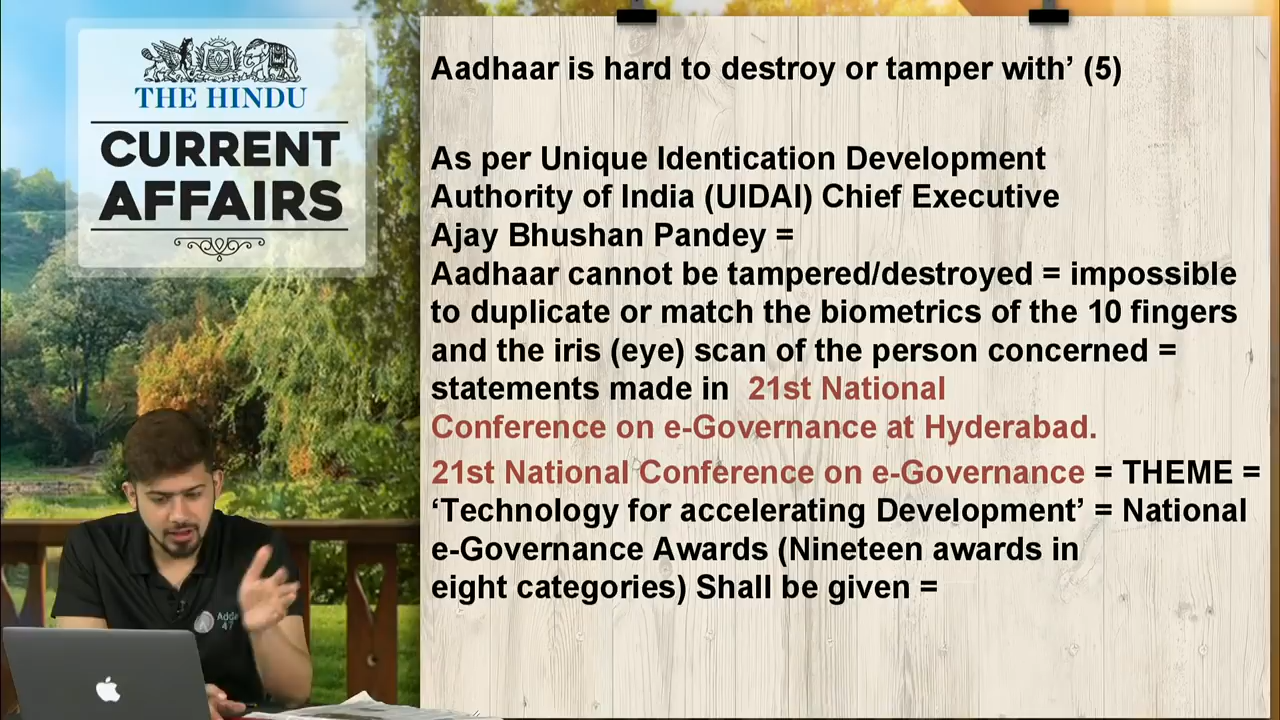 THE HINDU
CURRENT
AFFAIRS
Aadhaar is hard to destroy or tamper with’ (5)
As per Unique Identication Development
Authority of India (UIDAI) Chief Executive
Ajay Bhushan Pandey =
Aadhaar cannot be tampered/destroyed = impossible
to duplicate or match the biometrics of the 10 fingers
and the iris (eye) scan of the person concerned =
statements made in 21st National
Conference on e-Governance at Hyderabad.
21st National Conference on e-Governance = THEME =
‘Technology for accelerating Development’ = National
e-Governance Awards (Nineteen awards in
eight categories) Shall be given =